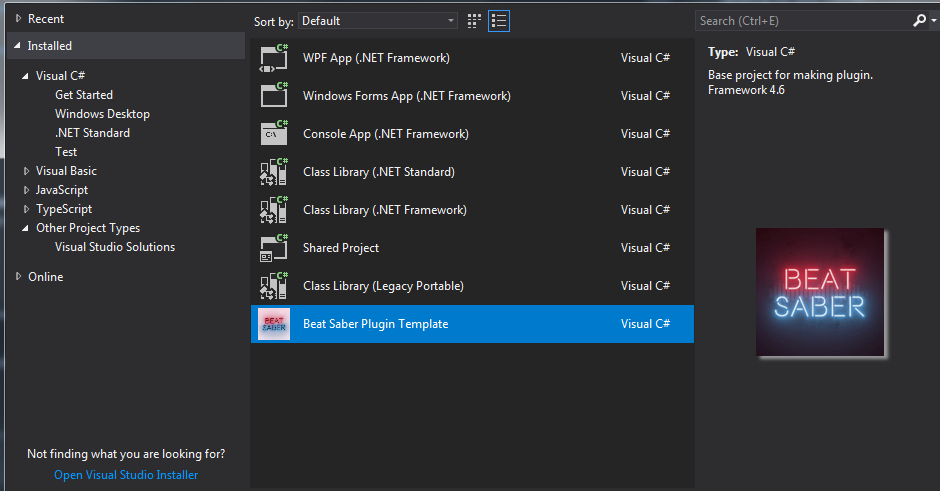 Recent
Installed
Visual C#
Get Started
Windows Desktop
.NET Standard
Test
Visual Basic
JavaScript
TypeScript
Other Project Types
Visual Studio Solutions
Online
Not finding what you are looking for?
Open Visual Studio Installer
Sort by: Default
C# WPF App (.NET Framework) Visual C#
C# Windows Forms App (.NET Framework) Visual C#
C# C:\ Console App (.NET Framework) Visual C#
C# Class Library (.NET Standard) Visual C#
C# Class Library (.NET Framework) Visual C#
C# Shared Project Visual C#
C# Class Library (Legacy Portable) Visual C#
BEAT SABER Beat Saber Plugin Template Visual C#
Search (Ctrl+E)
Type: Visual C#
Base project for making plugin.
Framework 4.6
BEAT
SABER